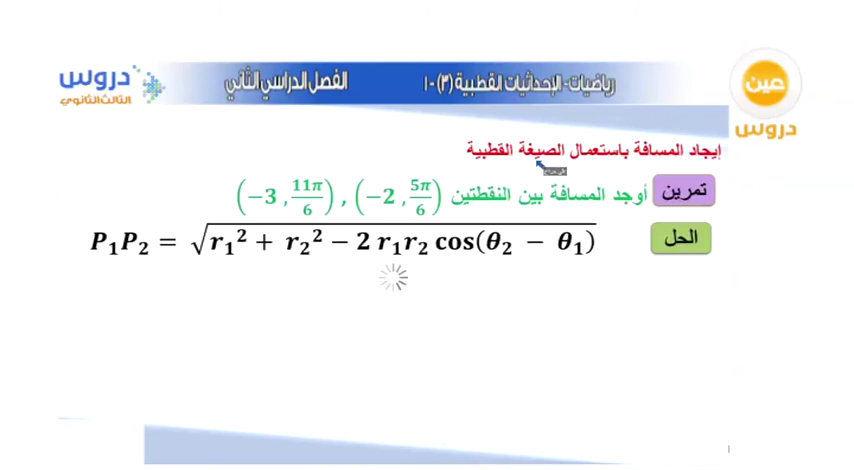 دروس
الثالث الثانوي
رياضيات - الإحداثيات القطبية (٣) - ١
الفصل الدراسي الثاني
عين
دروس
إيجاد المسافة باستعمال الصيغة القطبية
تمرين
أوجد المسافة بين النقطتين (−2 , 5π/6) , (−3 , 11π/6)
الحل
P₁P₂ = √(r₁² + r₂² − 2 r₁r₂ cos(θ₂ − θ₁))